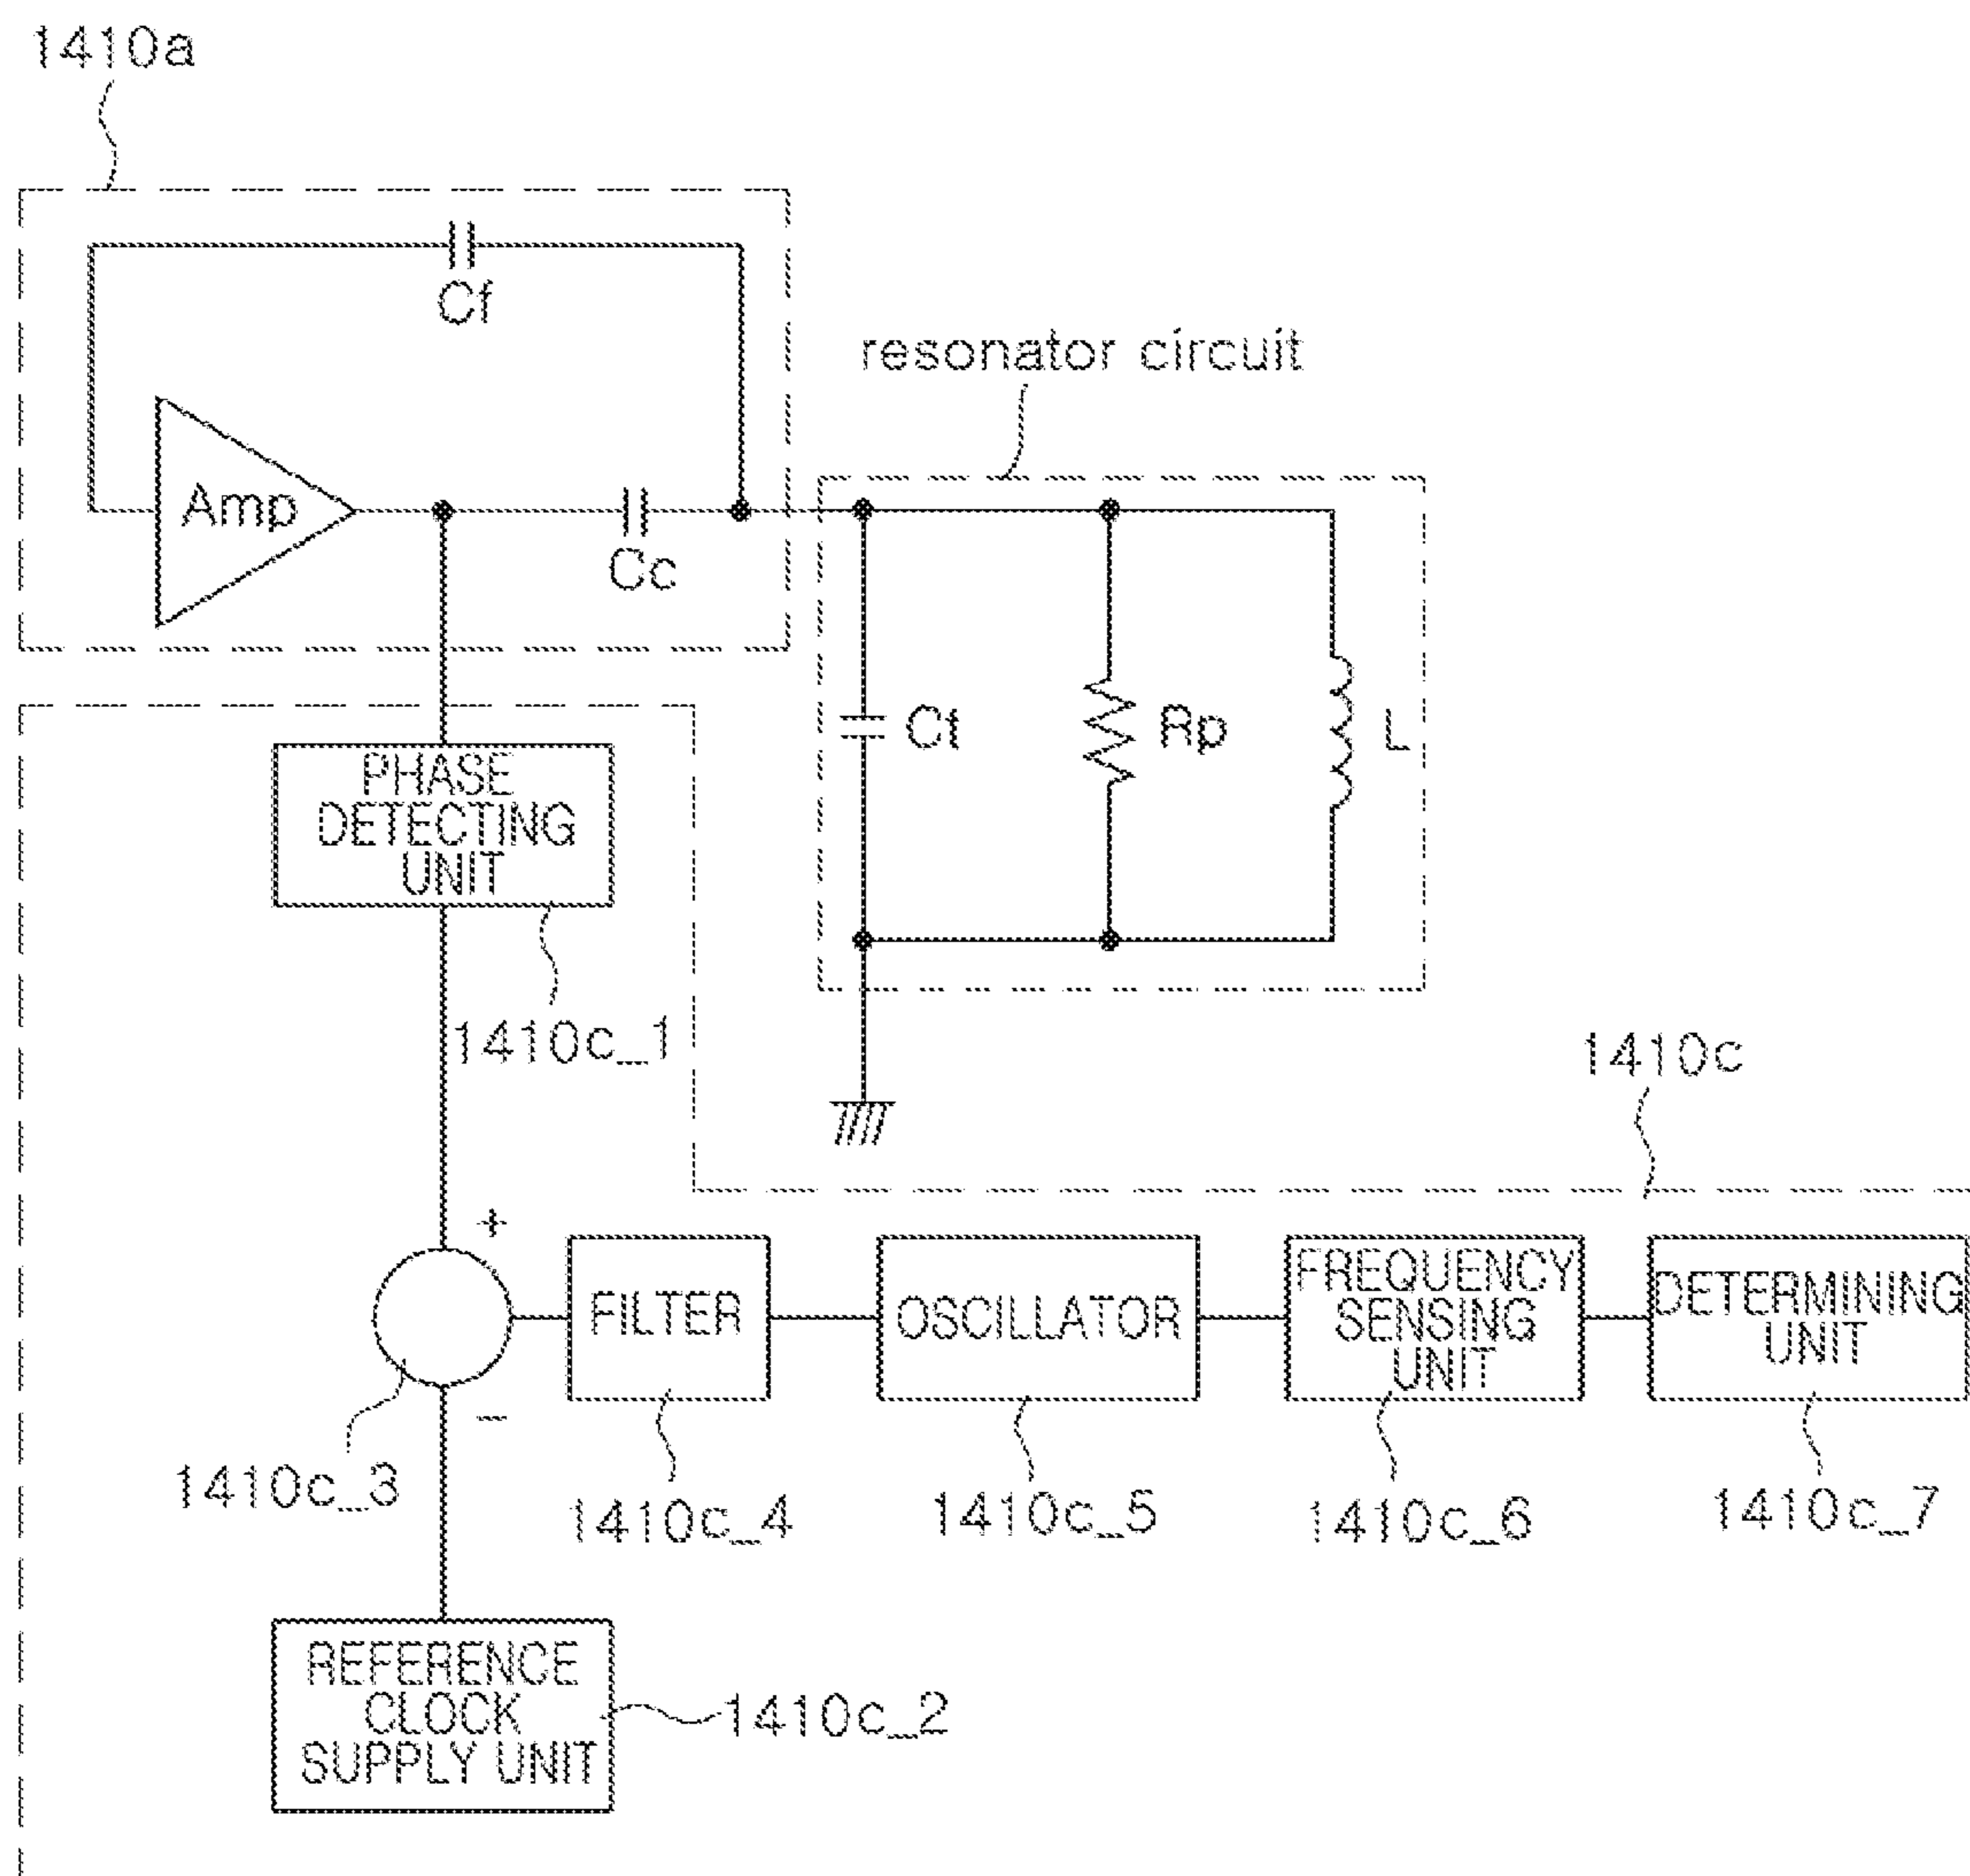 1410a
Cf
resonator circuit
Amp
Cc
Ct
Rp
L
PHASE
DETECTING
UNIT
1410c_1
1410c
+
FILTER
OSCILLATOR
FREQUENCY
SENSING
UNIT
DETERMINING
UNIT
−
1410c_3
1410c_4
1410c_5
1410c_6
1410c_7
REFERENCE
CLOCK
SUPPLY UNIT
1410c_2